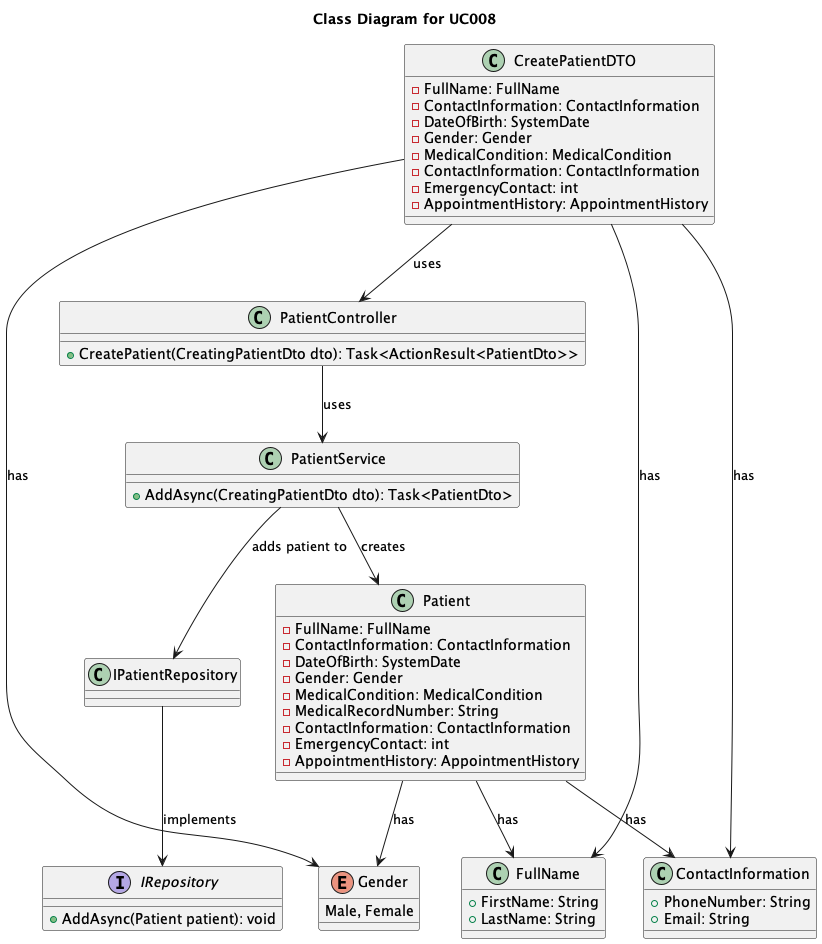 Class Diagram for UC008
C CreatePatientDTO
FullName: FullName
ContactInformation: ContactInformation
DateOfBirth: SystemDate
Gender: Gender
MedicalCondition: MedicalCondition
ContactInformation: ContactInformation
EmergencyContact: int
AppointmentHistory: AppointmentHistory
uses
C PatientController
CreatePatient(CreatingPatientDto dto): Task<ActionResult<PatientDto>>
uses
C PatientService
AddAsync(CreatingPatientDto dto): Task<PatientDto>
has
has
has
adds patient to
creates
C Patient
FullName: FullName
ContactInformation: ContactInformation
DateOfBirth: SystemDate
Gender: Gender
MedicalCondition: MedicalCondition
MedicalRecordNumber: String
ContactInformation: ContactInformation
EmergencyContact: int
AppointmentHistory: AppointmentHistory
C IPatientRepository
implements
has
has
has
I IRepository
AddAsync(Patient patient): void
E Gender
Male, Female
C FullName
FirstName: String
LastName: String
C ContactInformation
PhoneNumber: String
Email: String